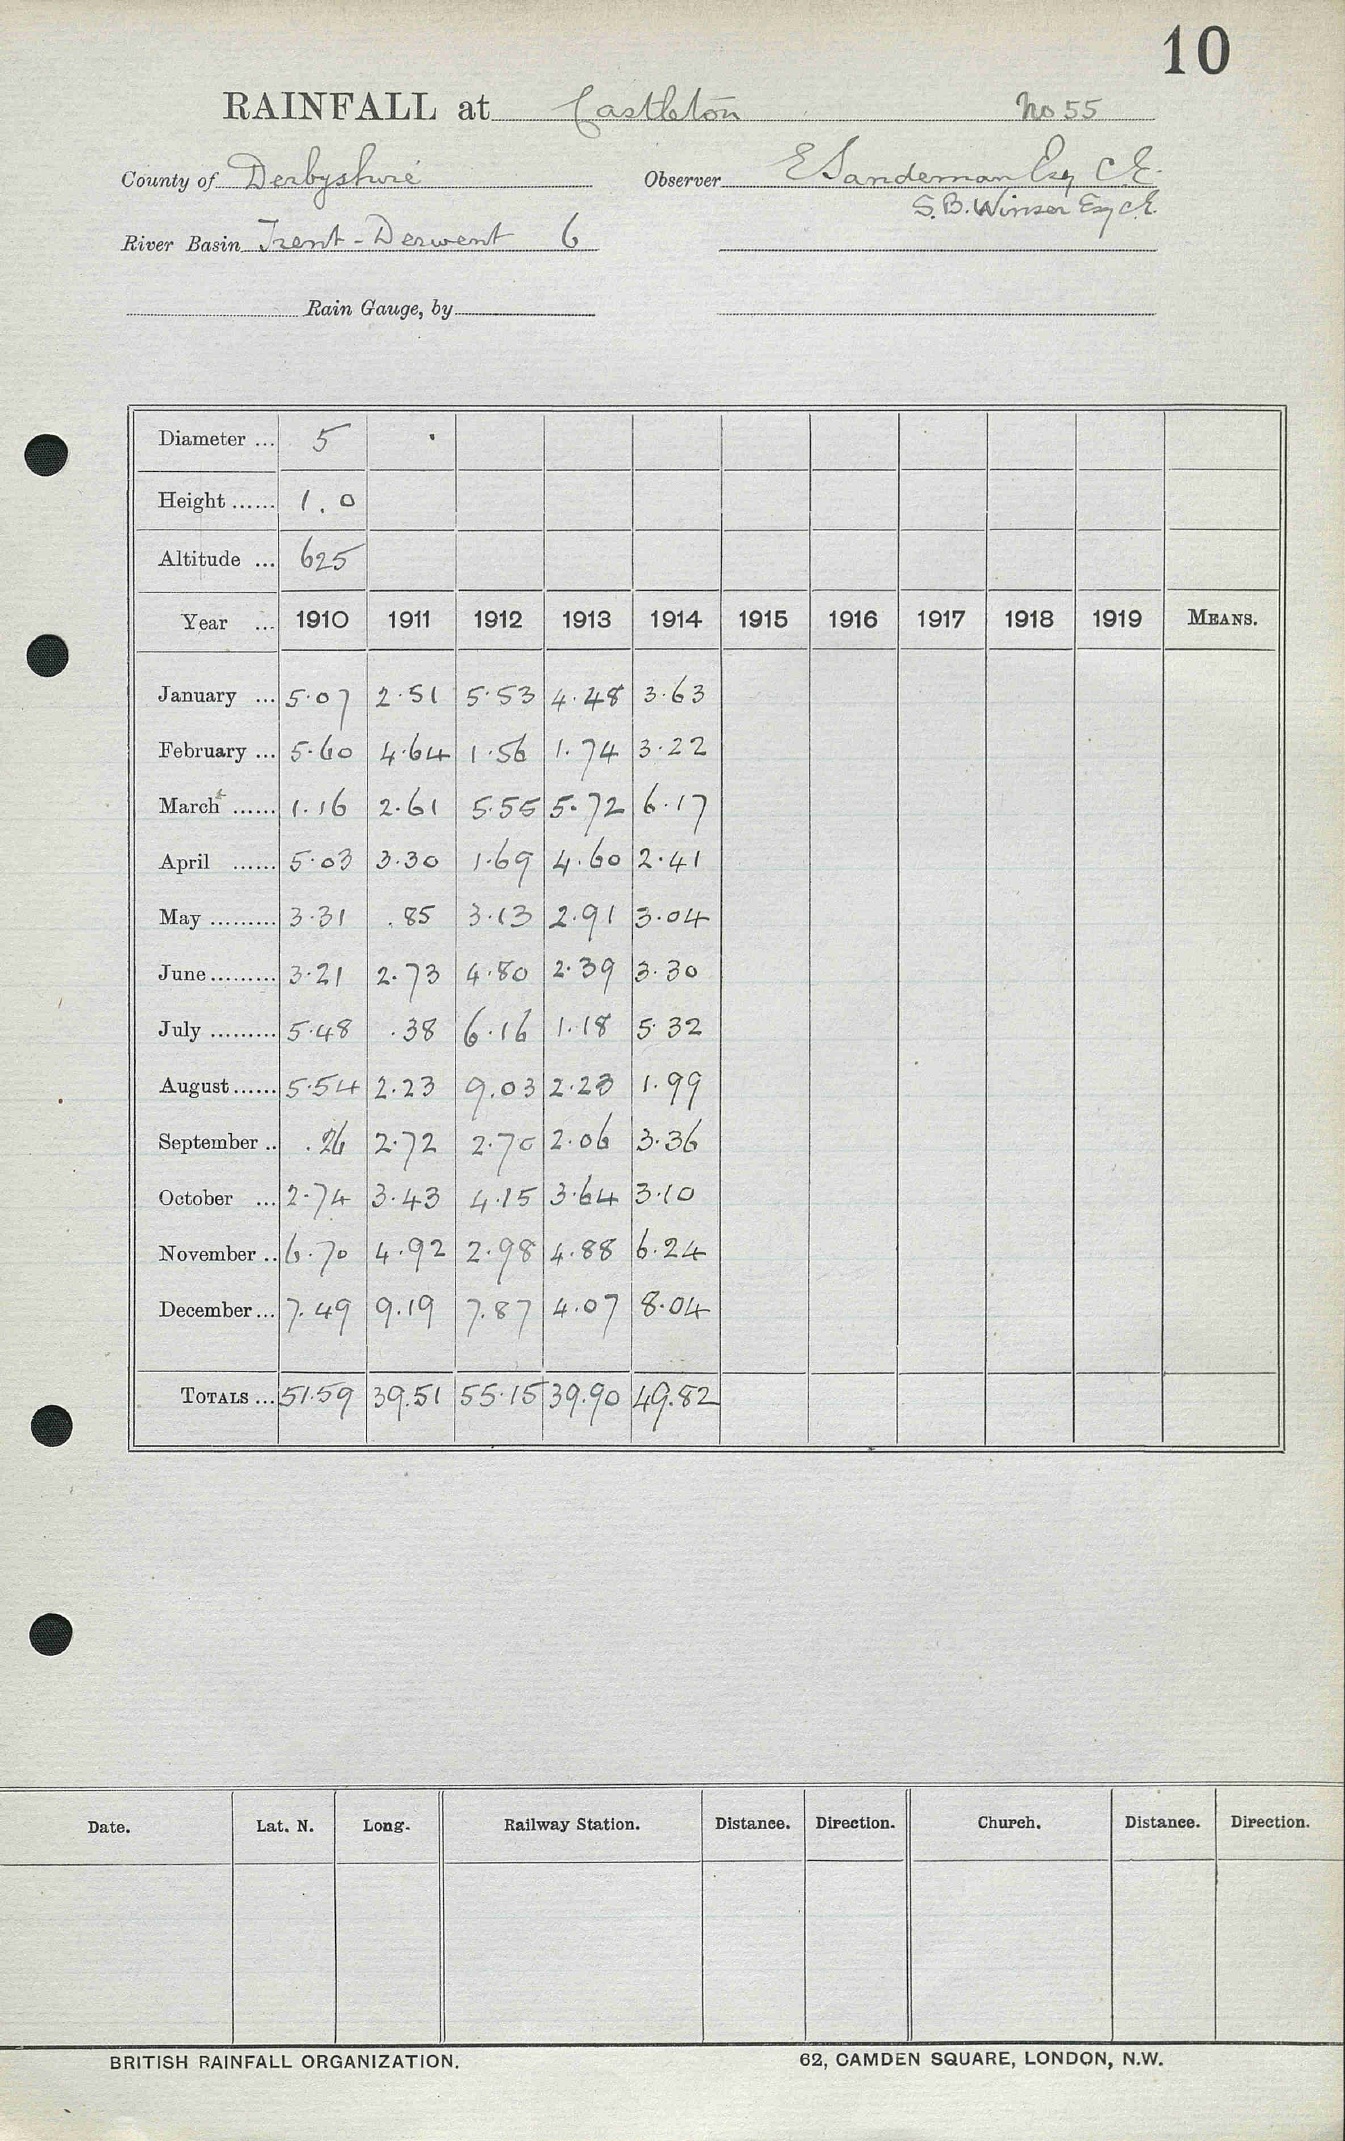 10
RAINFALL at Castleton No 55
County of Derbyshire Observer E Sandeman Esq C.E.
S.B. Winser Esq C.E.
River Basin Trent - Derwent 6
Rain Gauge, by
Diameter ... 5
Height ...... 1.0
Altitude ... 625
Year ... 1910 1911 1912 1913 1914 1915 1916 1917 1918 1919 MEANS.
January ... 5.07 2.51 5.53 4.48 3.63
February ... 5.60 4.64 1.56 1.74 3.22
March ...... 1.16 2.61 5.55 5.72 6.17
April ...... 5.03 3.30 1.69 4.60 2.41
May ......... 3.31 .85 3.13 2.91 3.04
June ......... 3.21 2.73 4.80 2.39 3.30
July ......... 5.48 .38 6.16 1.18 5.32
August ...... 5.54 2.23 9.03 2.23 1.99
September .. .26 2.72 2.70 2.06 3.36
October ... 2.74 3.43 4.15 3.64 3.10
November .. 6.70 4.92 2.98 4.88 6.24
December ... 7.49 9.19 7.87 4.07 8.04
TOTALS ... 51.59 39.51 55.15 39.90 49.82
Date. Lat. N. Long. Railway Station. Distance. Direction. Church. Distance. Direction.
BRITISH RAINFALL ORGANIZATION. 62, CAMDEN SQUARE, LONDON, N.W.